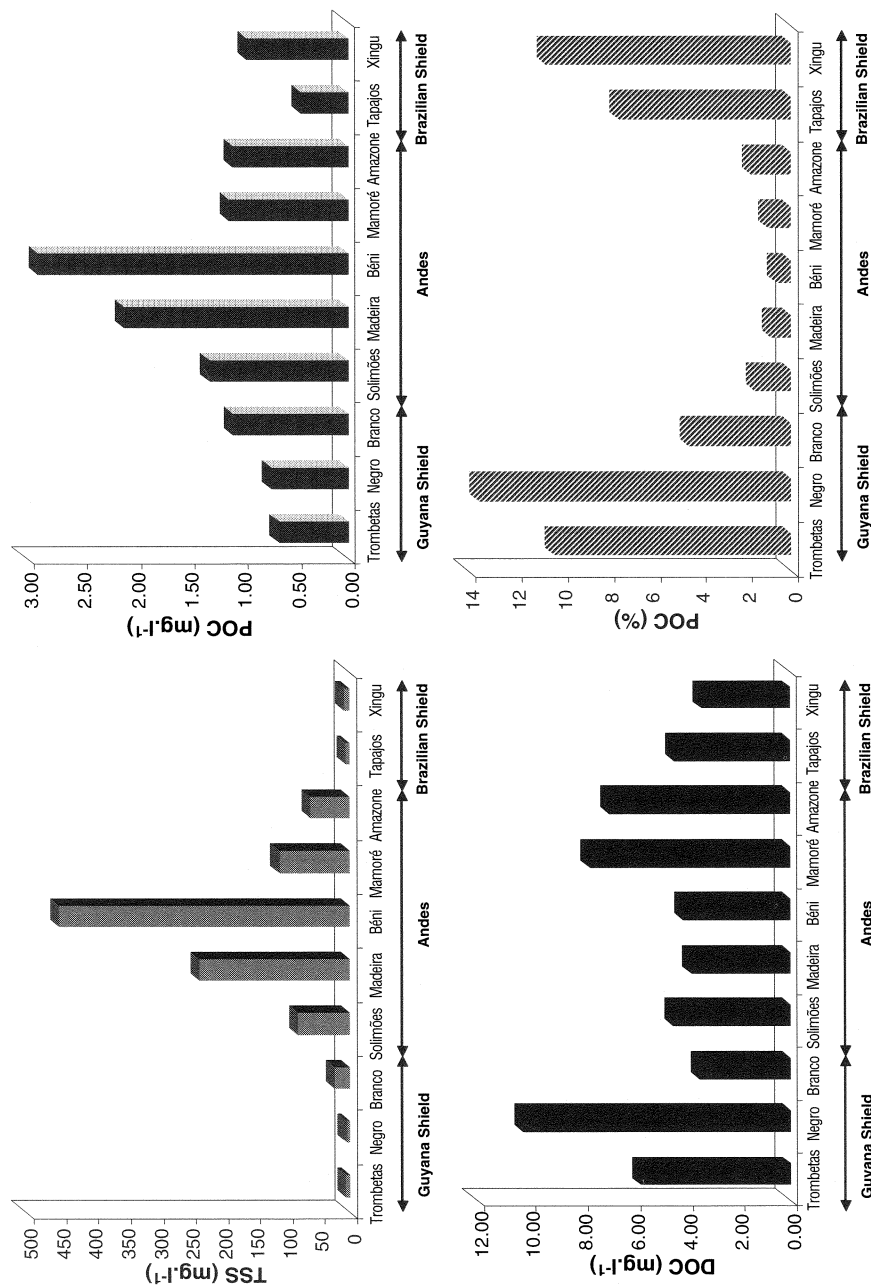 500
450
400
350
300
250
200
150
100
50
0
TSS (mg.l-1)
Trombetas Negro Branco Solimões Madeira Béni Mamoré Amazone Tapajos Xingu
Guyana Shield Andes Brazilian Shield
3.00
2.50
2.00
1.50
1.00
0.50
0.00
POC (mg.l-1)
Trombetas Negro Branco Solimões Madeira Béni Mamoré Amazone Tapajos Xingu
Guyana Shield Andes Brazilian Shield
12.00
10.00
8.00
6.00
4.00
2.00
0.00
DOC (mg.l-1)
Trombetas Negro Branco Solimões Madeira Béni Mamoré Amazone Tapajos Xingu
Guyana Shield Andes Brazilian Shield
14
12
10
8
6
4
2
0
POC (%)
Trombetas Negro Branco Solimões Madeira Béni Mamoré Amazone Tapajos Xingu
Guyana Shield Andes Brazilian Shield